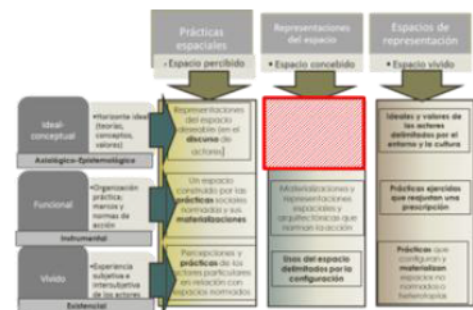 Prácticas
espaciales
- Espacio percibido
Representaciones
del espacio
• Espacio concebido
Espacios de
representación
• Espacio vivido
Ideal-
conceptual
• Horizonte ideal
(teorías,
conceptos,
valores)
Axiológico-Epistemológico
Representaciones
del espacio
deseable (en el
discurso de
actores)
Ideales y valores de
los actores
delimitados por el
entorno y la cultura
Funcional
• Organización
práctica;
marcos y
normas de
acción
Instrumental
Un espacio
construido por las
prácticas sociales
normadas y sus
materializaciones
Materializaciones y
representaciones
espaciales y
arquitectónicas que
norman la acción
Prácticas ejercidas
que reajustan una
prescripción
Vivido
• Experiencia
subjetiva e
intersubjetiva
de los actores
Existencial
Percepciones y
prácticas de los
actores particulares
en relación con
espacios normados
Usos del espacio
delimitados por la
configuración
Prácticas que
configuran y
materializan
espacios no
normados o
heterotopías